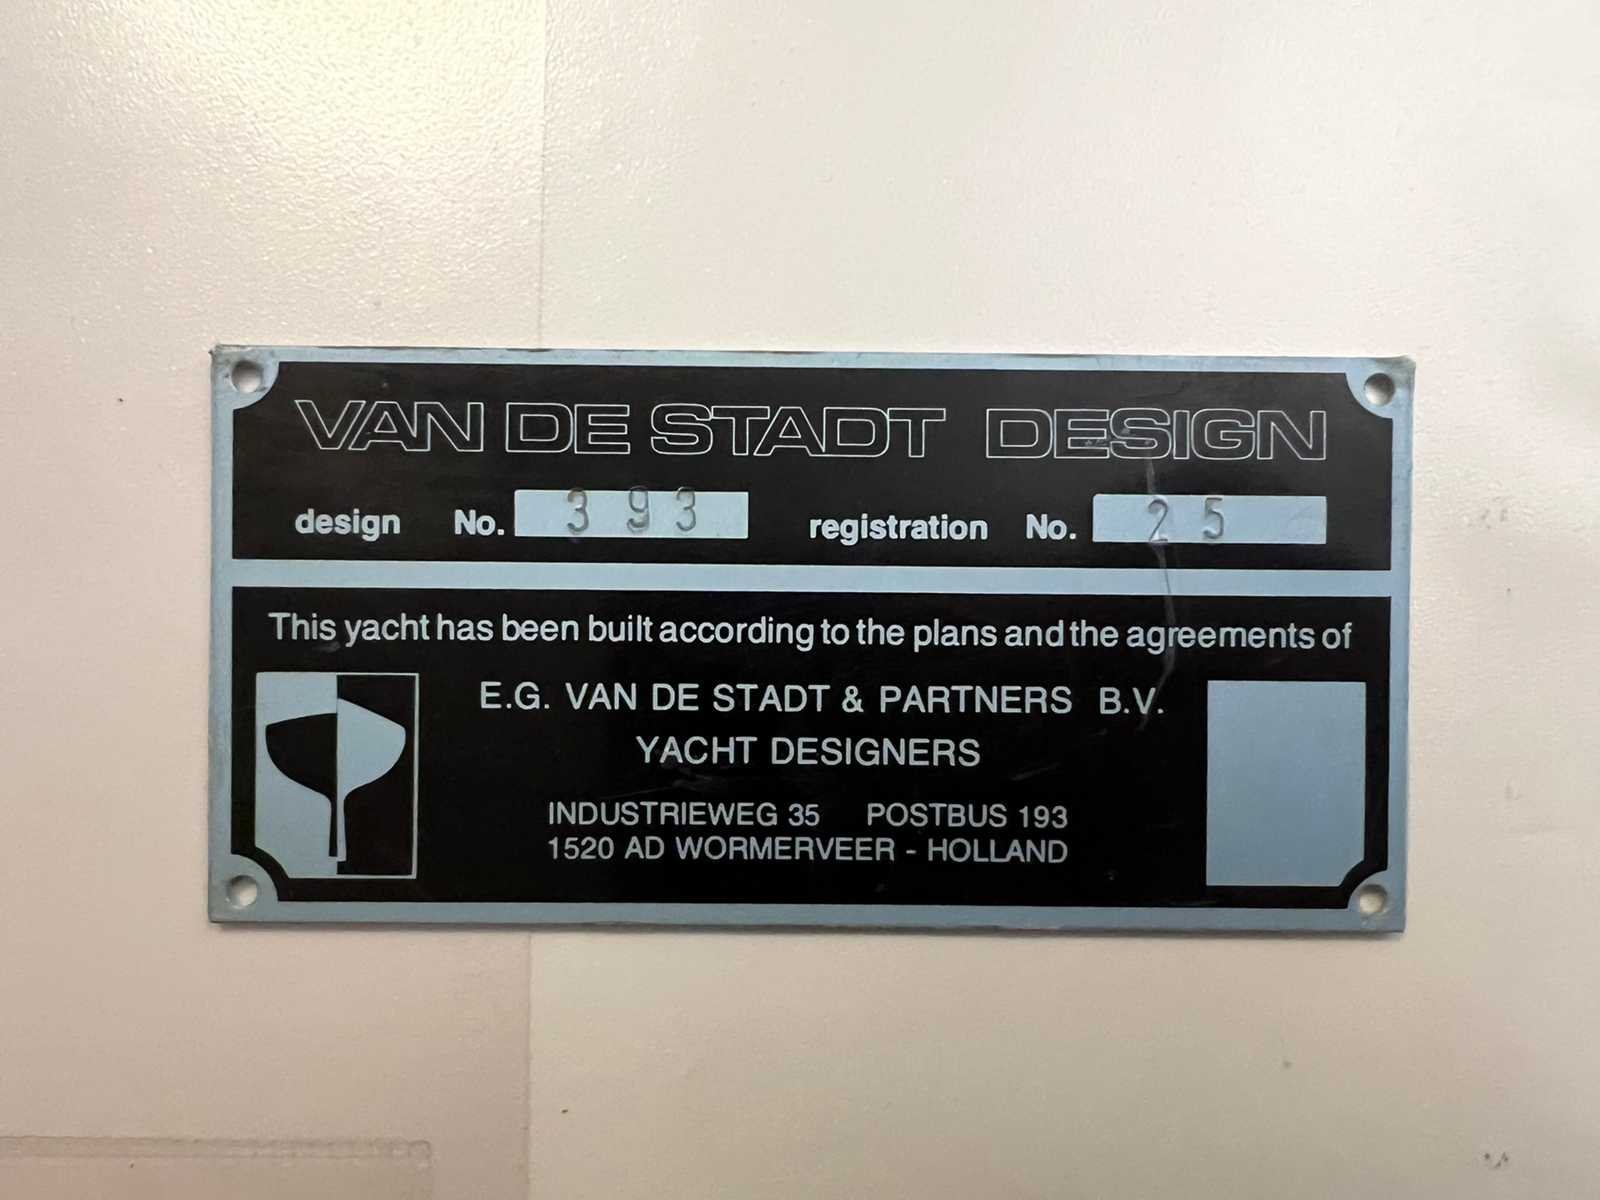 VAN DE STADT DESIGN
design No. 393 registration No. 25
This yacht has been built according to the plans and the agreements of
E.G. VAN DE STADT & PARTNERS B.V.
YACHT DESIGNERS
INDUSTRIEWEG 35 POSTBUS 193
1520 AD WORMERVEER - HOLLAND